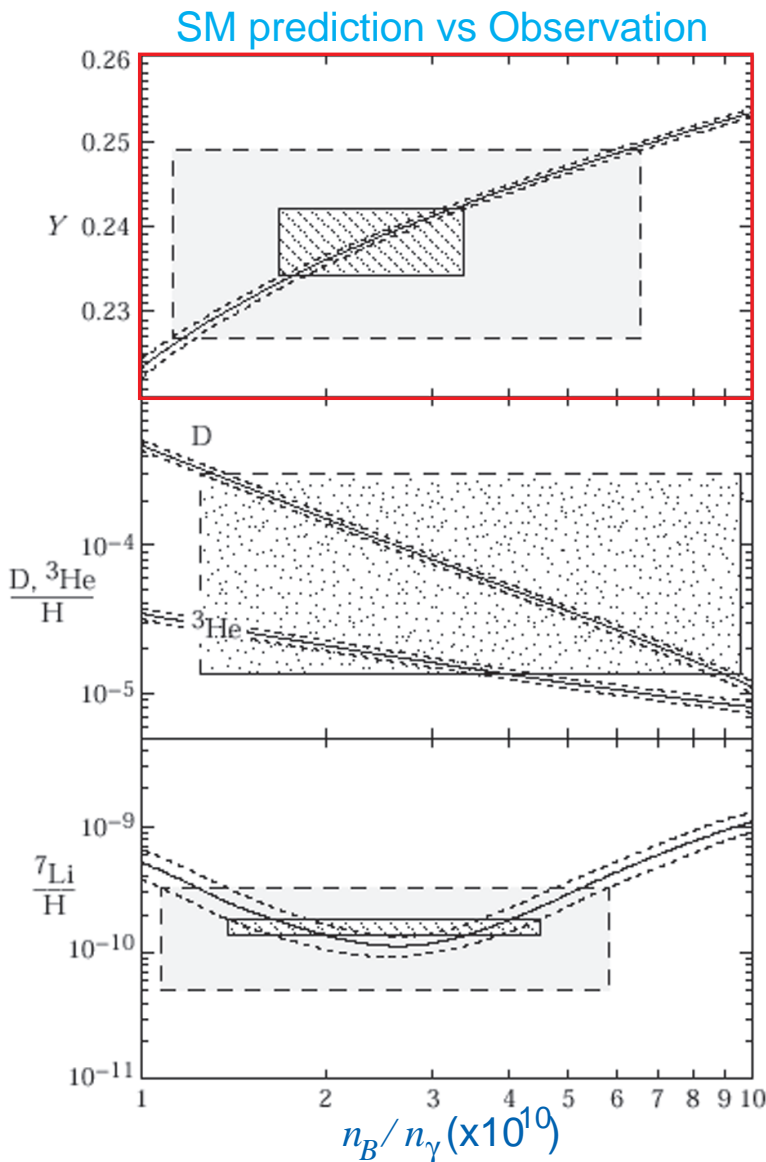 SM prediction vs Observation
0.26
0.25
Y 0.24
0.23
D
10⁻⁴
D, ³He
H
³He
10⁻⁵
10⁻⁹
⁷Li
H
10⁻¹⁰
10⁻¹¹
1 2 3 4 5 6 7 8 9 10
n_B / n_γ (x10¹⁰)